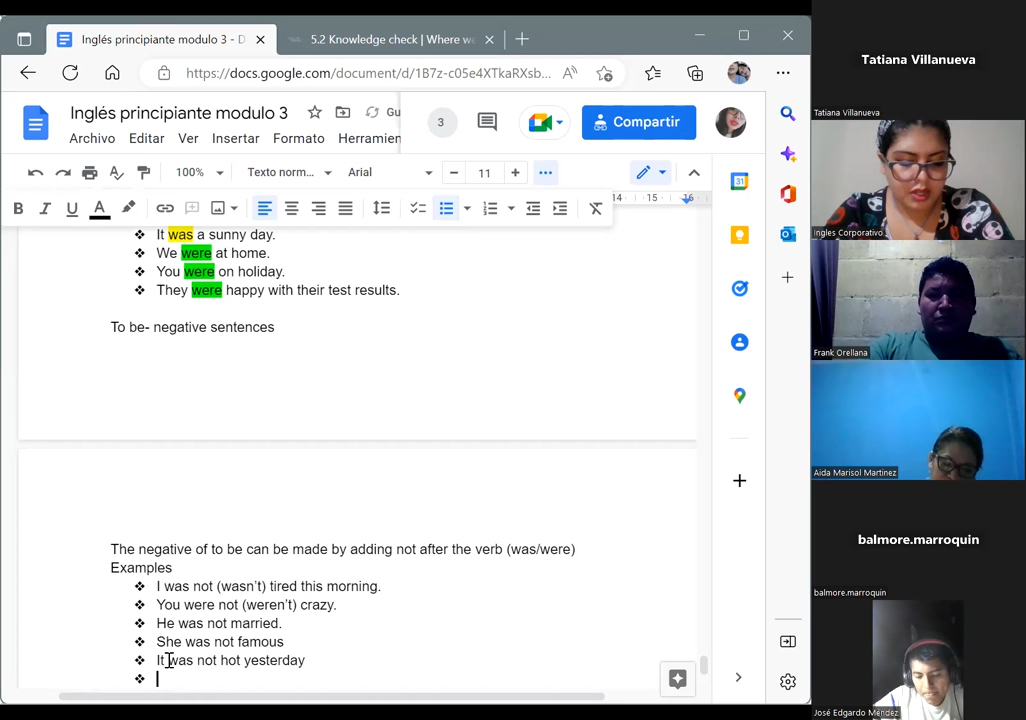 Inglés principiante modulo 3 - D
5.2 Knowledge check | Where we
https://docs.google.com/document/d/1B7z-c05e4XTkaRXsb...
Inglés principiante modulo 3
Gu
3
Compartir
Archivo Editar Ver Insertar Formato Herramien
100% Texto norm... Arial 11
14 15 16
It was a sunny day.
We were at home.
You were on holiday.
They were happy with their test results.
To be- negative sentences
The negative of to be can be made by adding not after the verb (was/were)
Examples
I was not (wasn't) tired this morning.
You were not (weren't) crazy.
He was not married.
She was not famous
It was not hot yesterday
Tatiana Villanueva
Tatiana Villanueva
Ingles Corporativo
Frank Orellana
Aida Marisol Martinez
balmore.marroquin
balmore.marroquin
José Edgardo Méndez